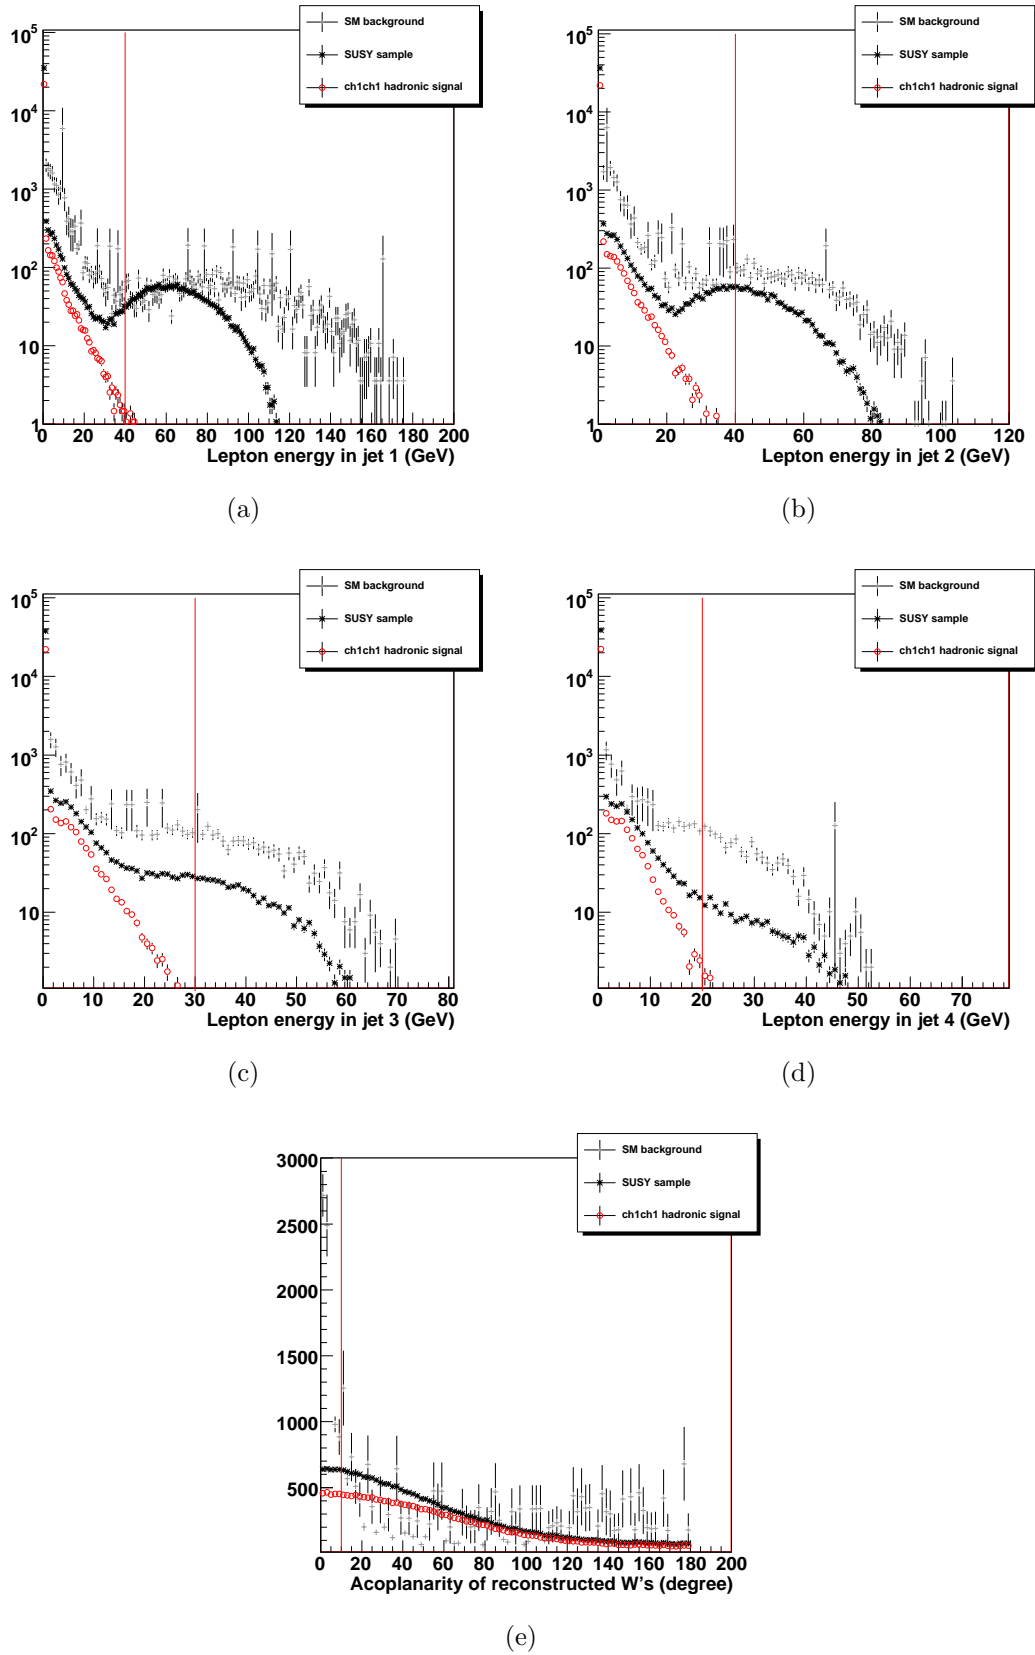 SM background
SUSY sample
ch1ch1 hadronic signal
10^5
10^4
10^3
10^2
10
1
0 20 40 60 80 100 120 140 160 180 200
Lepton energy in jet 1 (GeV)
(a)
SM background
SUSY sample
ch1ch1 hadronic signal
10^5
10^4
10^3
10^2
10
1
0 20 40 60 80 100 120
Lepton energy in jet 2 (GeV)
(b)
SM background
SUSY sample
ch1ch1 hadronic signal
10^5
10^4
10^3
10^2
10
0 10 20 30 40 50 60 70 80
Lepton energy in jet 3 (GeV)
(c)
SM background
SUSY sample
ch1ch1 hadronic signal
10^5
10^4
10^3
10^2
10
0 10 20 30 40 50 60 70
Lepton energy in jet 4 (GeV)
(d)
SM background
SUSY sample
ch1ch1 hadronic signal
3000
2500
2000
1500
1000
500
0 20 40 60 80 100 120 140 160 180 200
Acoplanarity of reconstructed W's (degree)
(e)